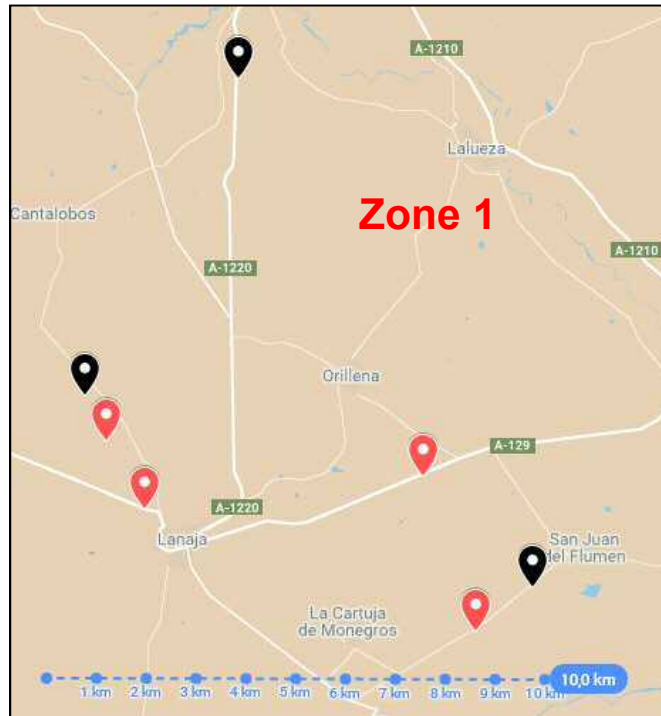 A-1210
Lalueza
Cantalobos
Zone 1
A-1210
A-1220
Orillena
A-129
A-1220
Lanaja
San Juan
del Flumen
La Cartuja
de Monegros
1 km 2 km 3 km 4 km 5 km 6 km 7 km 8 km 9 km 10 km 10,0 km